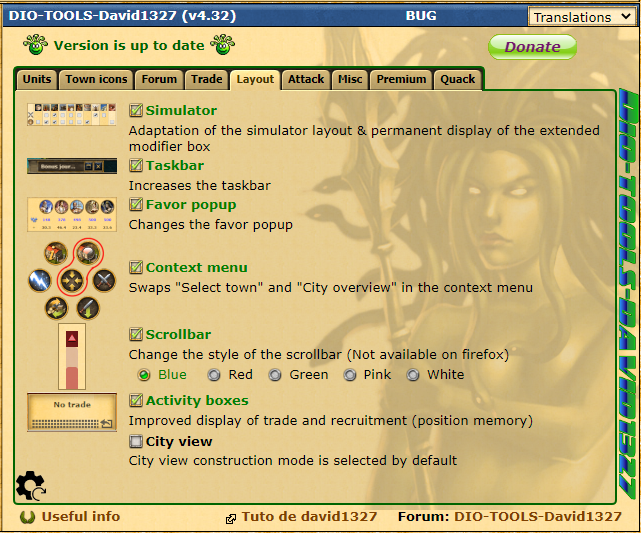 DIO-TOOLS-David1327 (v4.32) BUG Translations
Version is up to date Donate
Units Town icons Forum Trade Layout Attack Misc Premium Quack
Simulator
Adaptation of the simulator layout & permanent display of the extended
modifier box
Taskbar
Increases the taskbar
Favor popup
Changes the favor popup
Context menu
Swaps "Select town" and "City overview" in the context menu
Scrollbar
Change the style of the scrollbar (Not available on firefox)
Blue Red Green Pink White
No trade
Activity boxes
Improved display of trade and recruitment (position memory)
City view
City view construction mode is selected by default
DIO-TOOLS-DAVID1327
Useful info Tuto de david1327 Forum: DIO-TOOLS-David1327